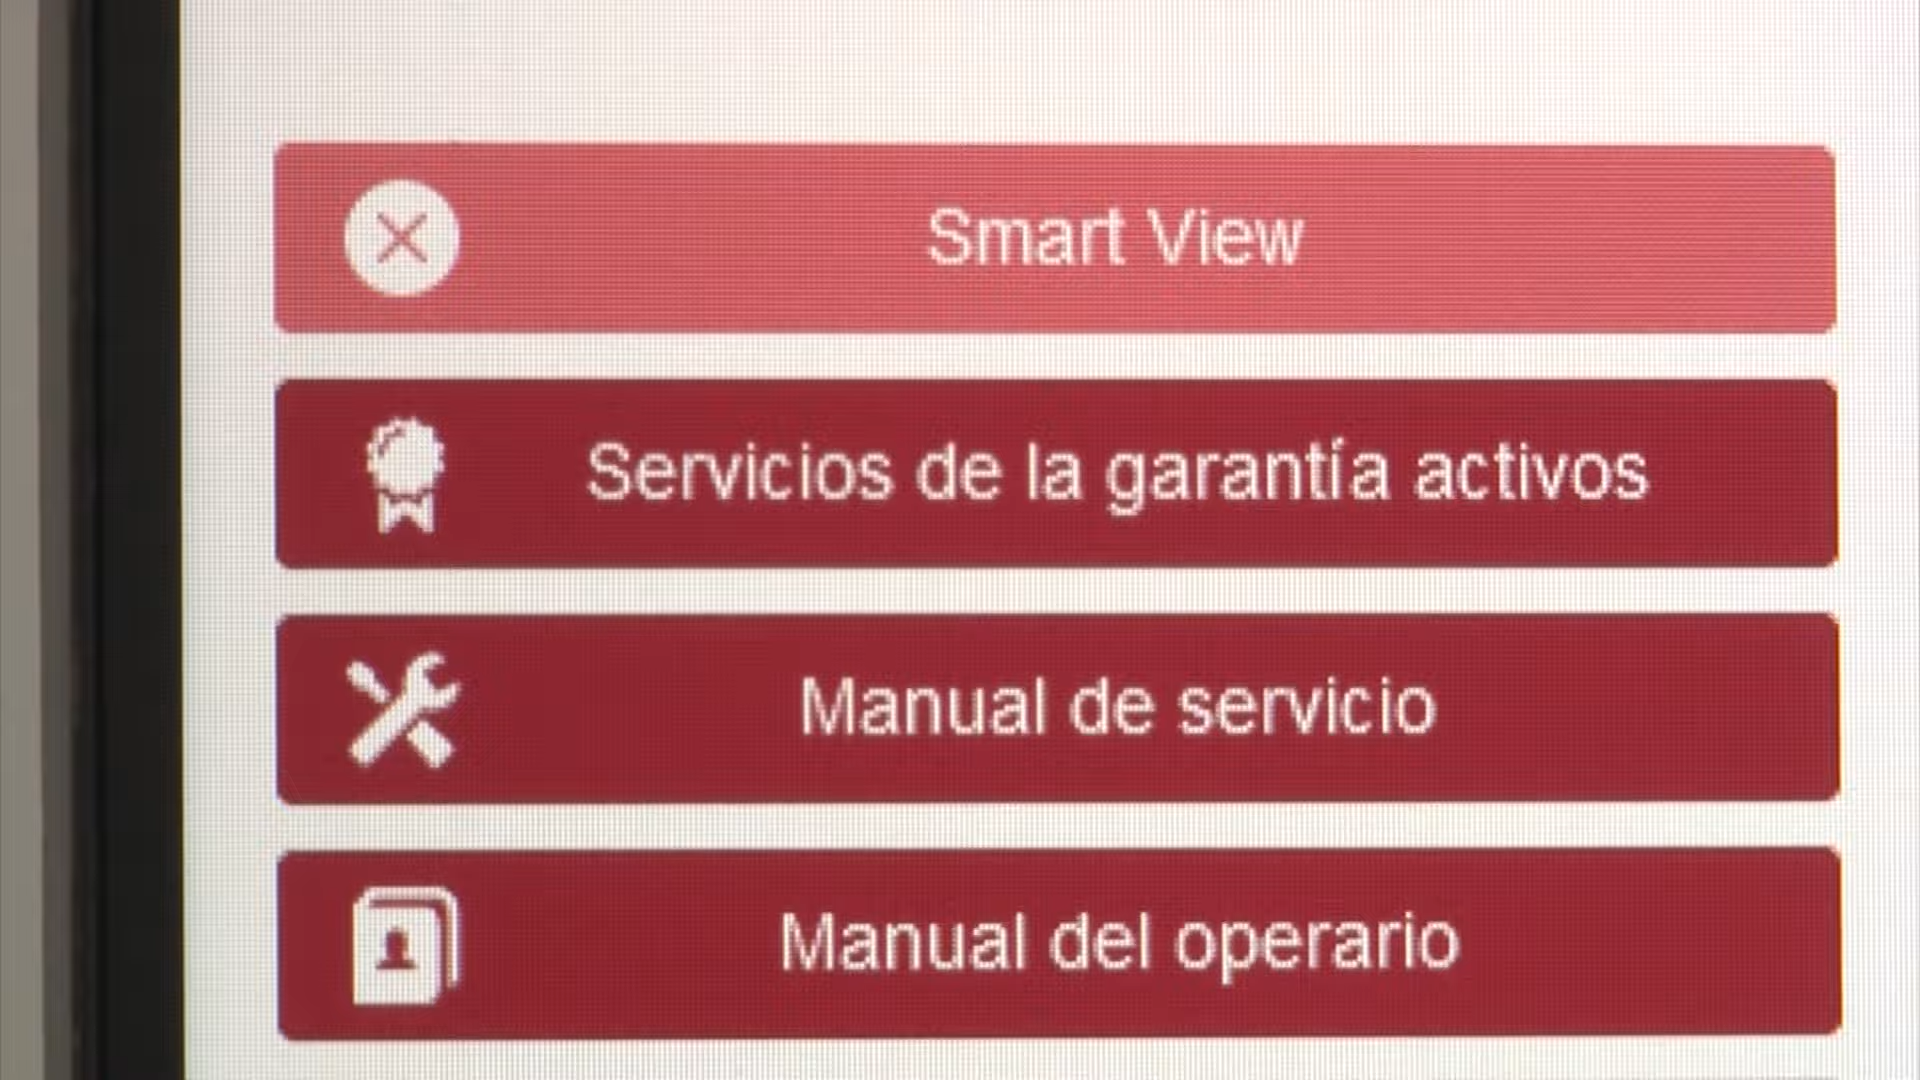 Smart View
Servicios de la garantía activos
Manual de servicio
Manual del operario